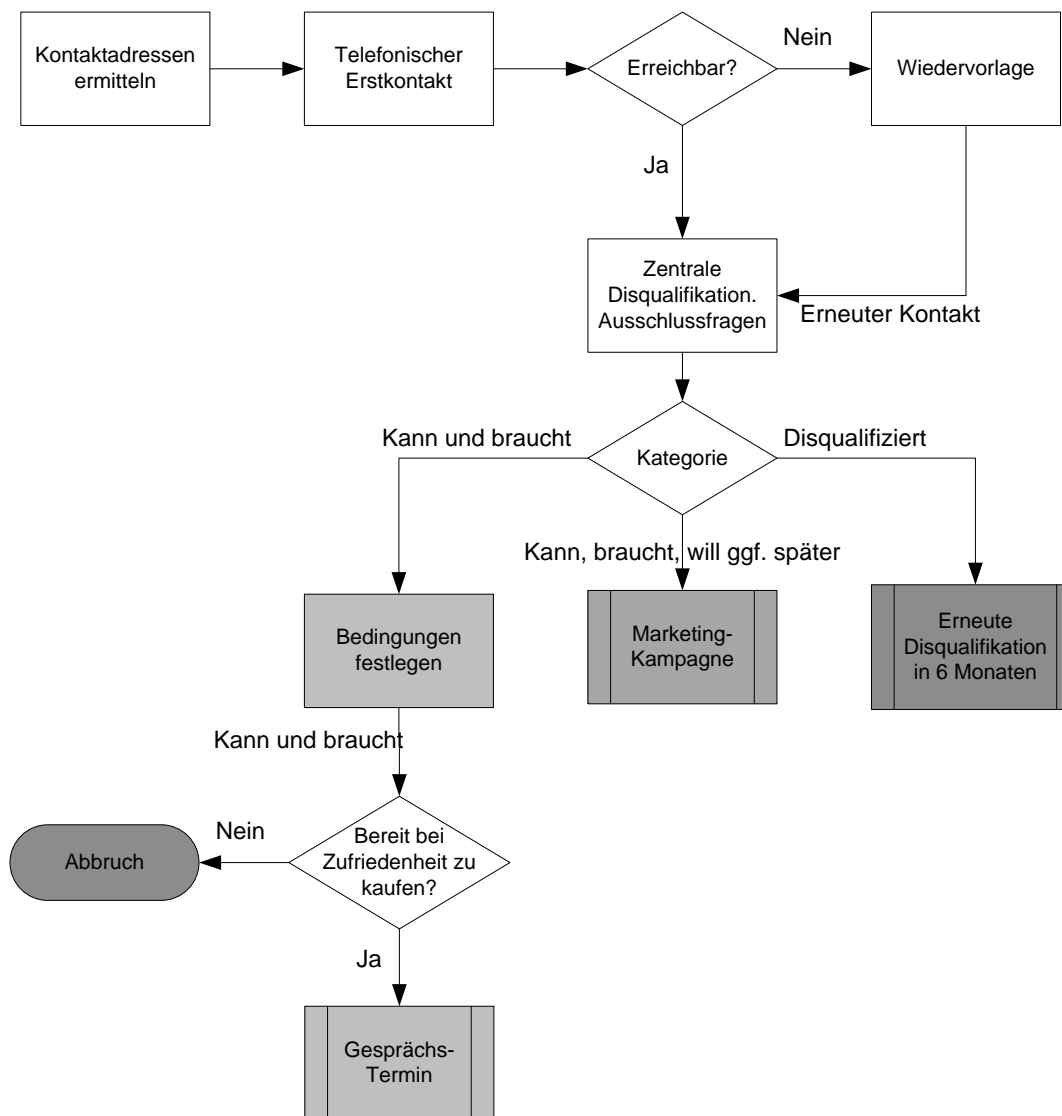 Kontaktadressen
ermitteln
Telefonischer
Erstkontakt
Erreichbar?
Nein
Wiedervorlage
Ja
Zentrale
Disqualifikation.
Ausschlussfragen
Erneuter Kontakt
Kann und braucht
Kategorie
Disqualifiziert
Kann, braucht, will ggf. später
Bedingungen
festlegen
Marketing-
Kampagne
Erneute
Disqualifikation
in 6 Monaten
Kann und braucht
Bereit bei
Zufriedenheit zu
kaufen?
Nein
Abbruch
Ja
Gesprächs-
Termin